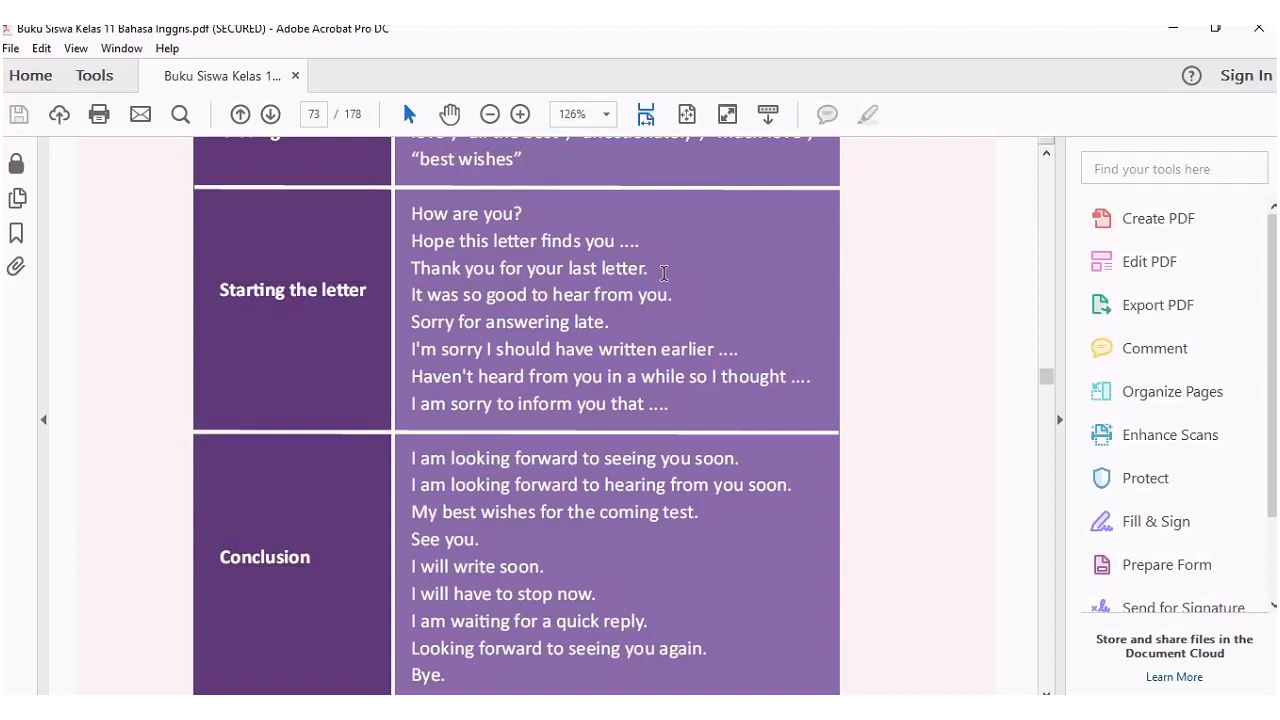 Buku Siswa Kelas 11 Bahasa Inggris.pdf (SECURED) - Adobe Acrobat Pro DC
File Edit View Window Help
Home Tools Buku Siswa Kelas 1... × Sign In
73 / 178 126%
“best wishes”
Starting the letter
How are you?
Hope this letter finds you ....
Thank you for your last letter.
It was so good to hear from you.
Sorry for answering late.
I'm sorry I should have written earlier ....
Haven't heard from you in a while so I thought ....
I am sorry to inform you that ....
Conclusion
I am looking forward to seeing you soon.
I am looking forward to hearing from you soon.
My best wishes for the coming test.
See you.
I will write soon.
I will have to stop now.
I am waiting for a quick reply.
Looking forward to seeing you again.
Bye.
Find your tools here
Create PDF
Edit PDF
Export PDF
Comment
Organize Pages
Enhance Scans
Protect
Fill & Sign
Prepare Form
Send for Signature
Store and share files in the
Document Cloud
Learn More